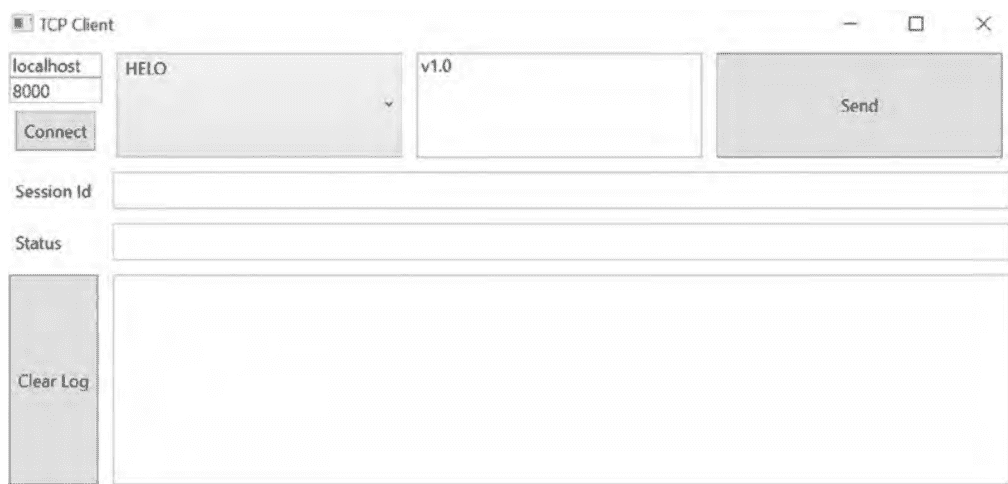 TCP Client
localhost
8000
Connect
HELO
v1.0
Send
Session Id
Status
Clear Log